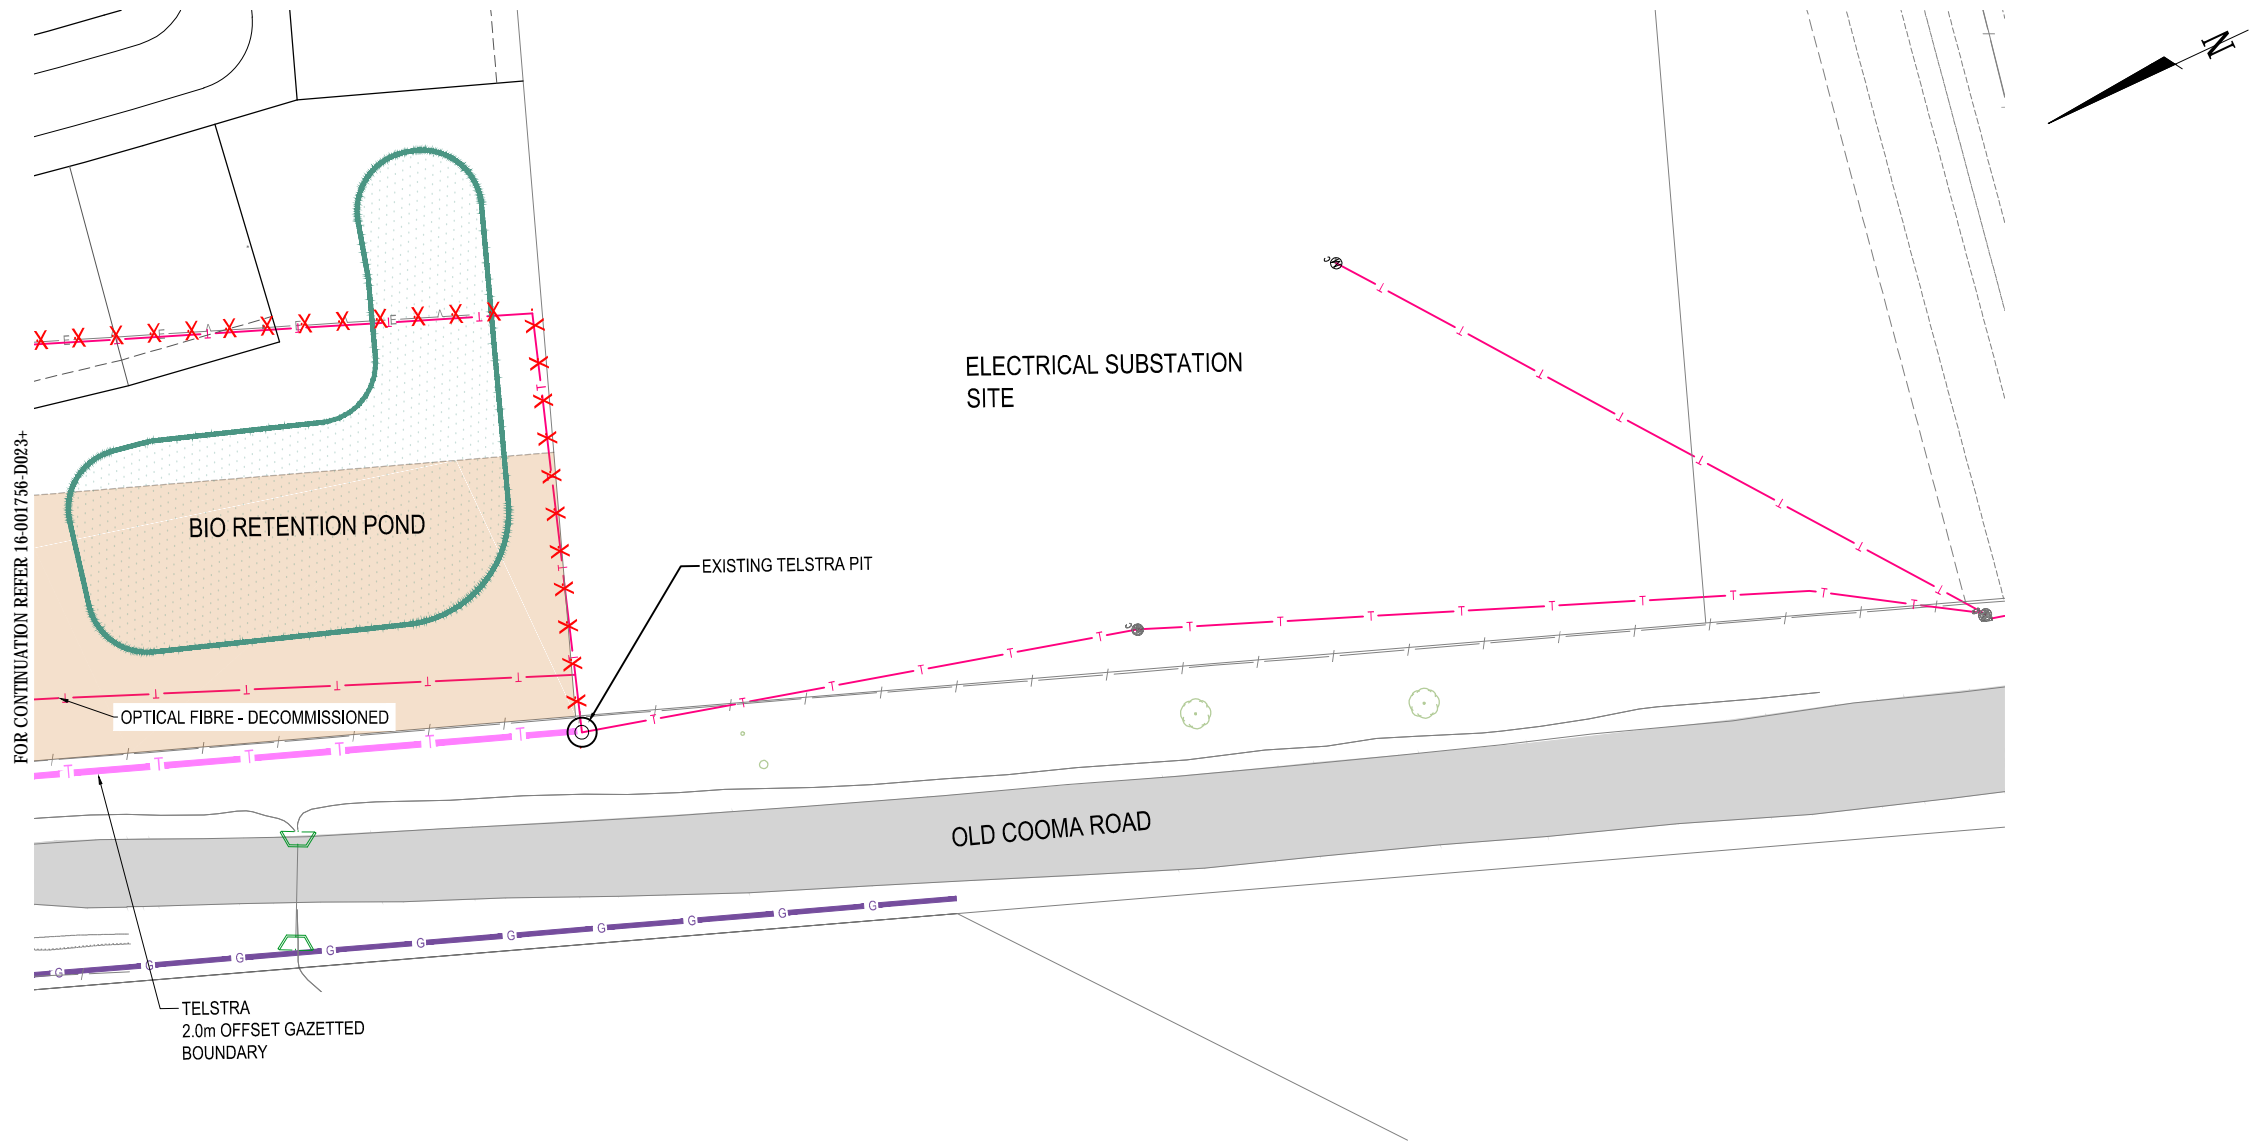 N
ELECTRICAL SUBSTATION
SITE
FOR CONTINUATION REFER 16-001756-D023+
BIO RETENTION POND
EXISTING TELSTRA PIT
OPTICAL FIBRE - DECOMMISSIONED
OLD COOMA ROAD
TELSTRA
2.0m OFFSET GAZETTED
BOUNDARY
T T T T T T
G G G G G G G G G G